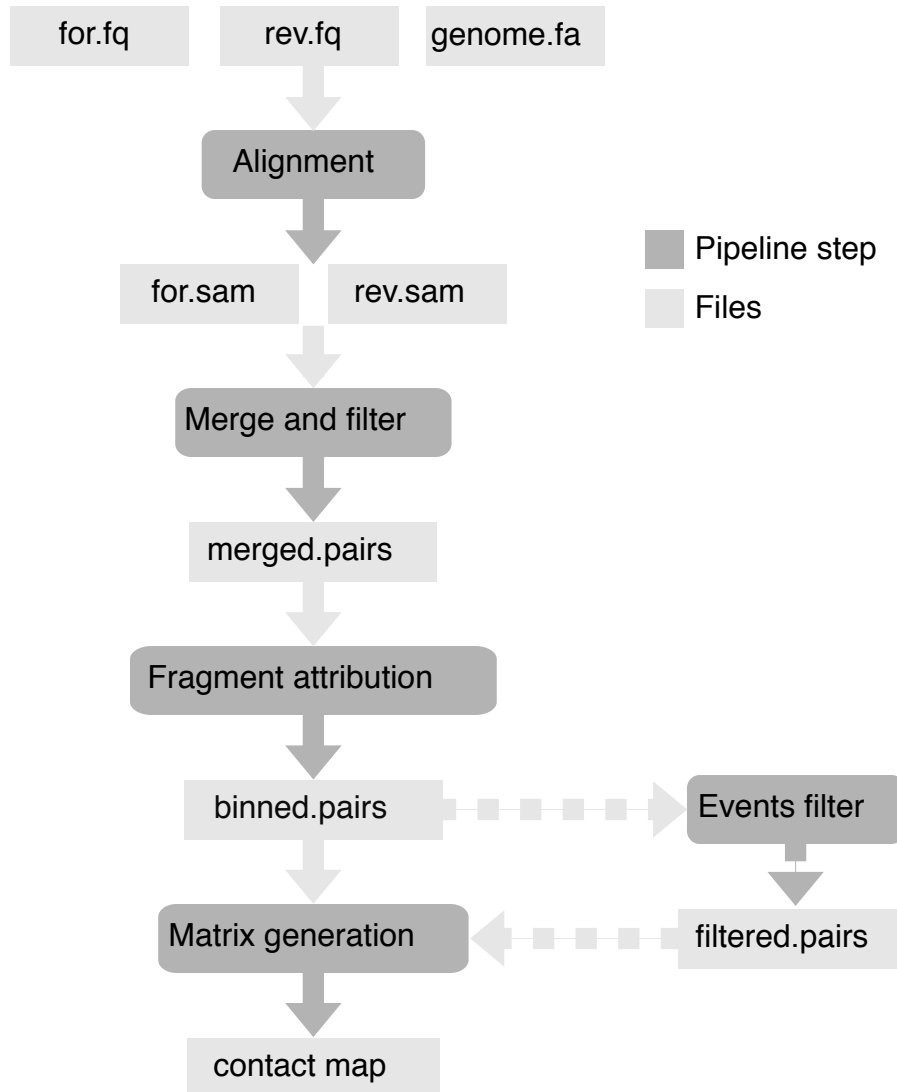 for.fq
rev.fq
genome.fa
Alignment
Pipeline step
for.sam
rev.sam
Files
Merge and filter
merged.pairs
Fragment attribution
binned.pairs
Events filter
Matrix generation
filtered.pairs
contact map